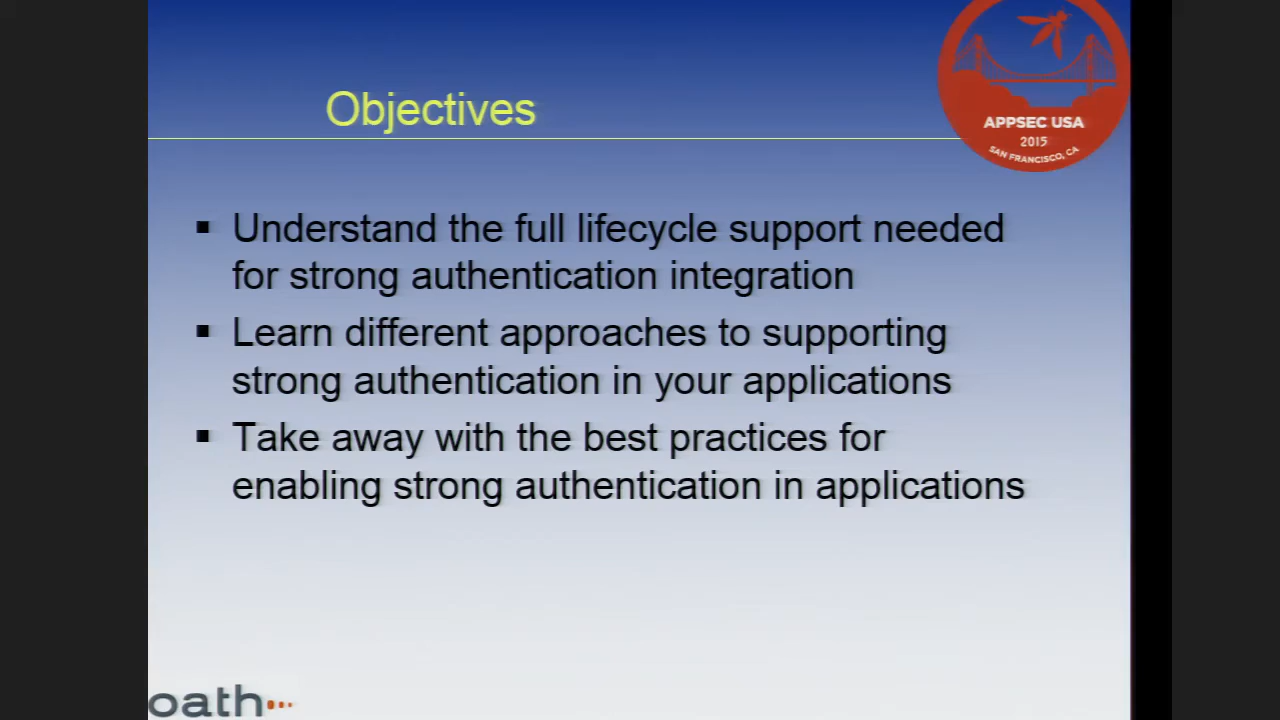 Objectives
APPSEC USA
2015
SAN FRANCISCO, CA
▪ Understand the full lifecycle support needed
for strong authentication integration
▪ Learn different approaches to supporting
strong authentication in your applications
▪ Take away with the best practices for
enabling strong authentication in applications
oath